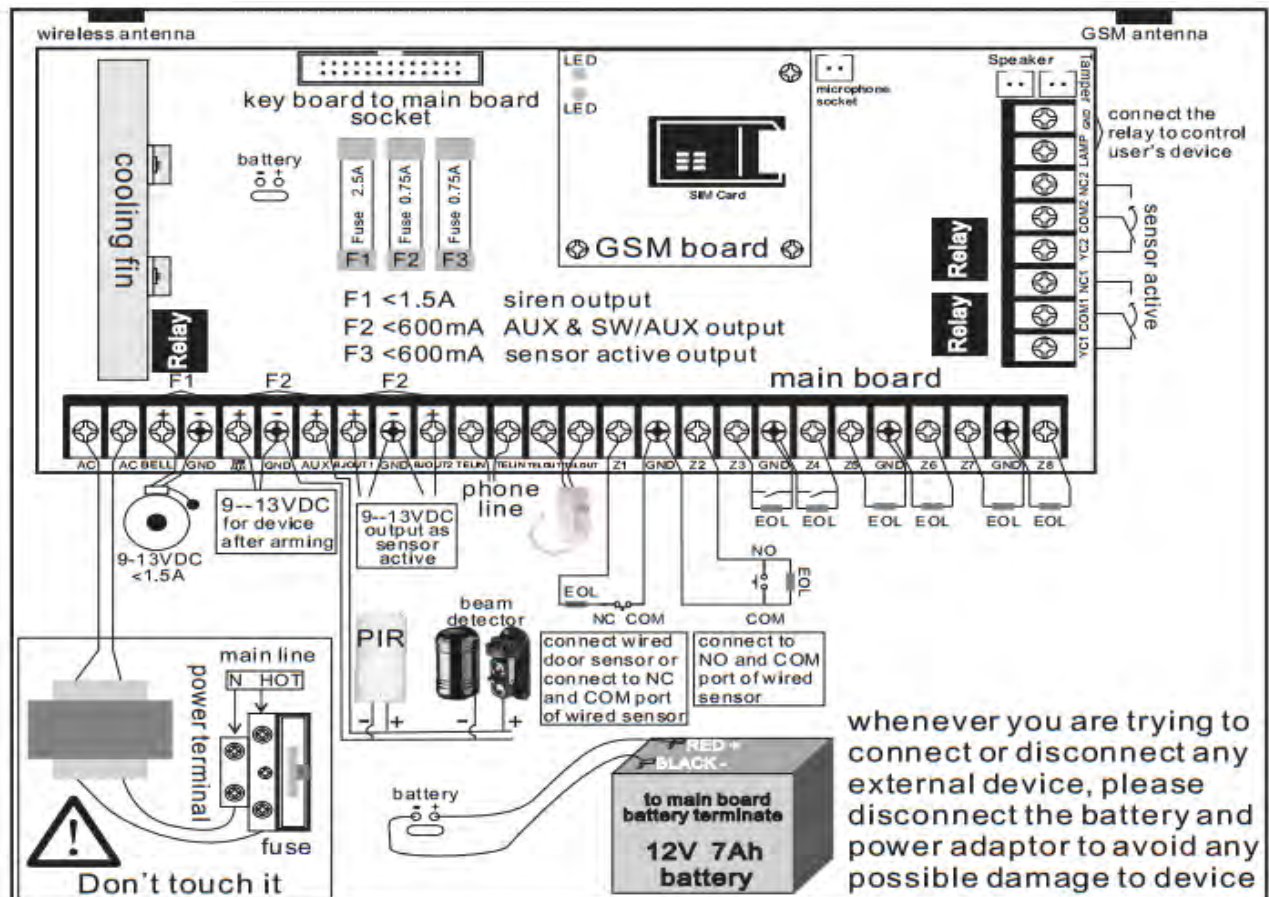 wireless antenna
GSM antenna
LED
LED
key board to main board
socket
microphone
socket
Speaker
Tamper
cooling fin
battery
- +
Fuse 2.5A
Fuse 0.75A
Fuse 0.75A
F1
F2
F3
SIM Card
GSM board
GND
LAMP
NC2
COM2
YC2
NC1
COM1
YC1
connect the
relay to control
user's device
sensor active
Relay
Relay
Relay
F1 <1.5A siren output
F2 <600mA AUX & SW/AUX output
F3 <600mA sensor active output
main board
F1
F2
F2
+ - + - + + - +
AC AC BELL GND GND AUX BJOUT1 GND BJOUT2 TELIN TELIN TELOUT TELOUT Z1 GND Z2 Z3 GND Z4 Z5 GND Z6 Z7 GND Z8
9-13VDC
<1.5A
9--13VDC
for device
after arming
9--13VDC
output as
sensor
active
phone
line
EOL
EOL
EOL
EOL
EOL
EOL
EOL
NC COM
NO
EOL
COM
connect wired
door sensor or
connect to NC
and COM port
of wired sensor
connect to
NO and COM
port of wired
sensor
PIR
- +
beam
detector
- +
main line
N HOT
power terminal
fuse
!
Don't touch it
battery
- +
RED +
BLACK -
to main board
battery terminate
12V 7Ah
battery
whenever you are trying to
connect or disconnect any
external device, please
disconnect the battery and
power adaptor to avoid any
possible damage to device